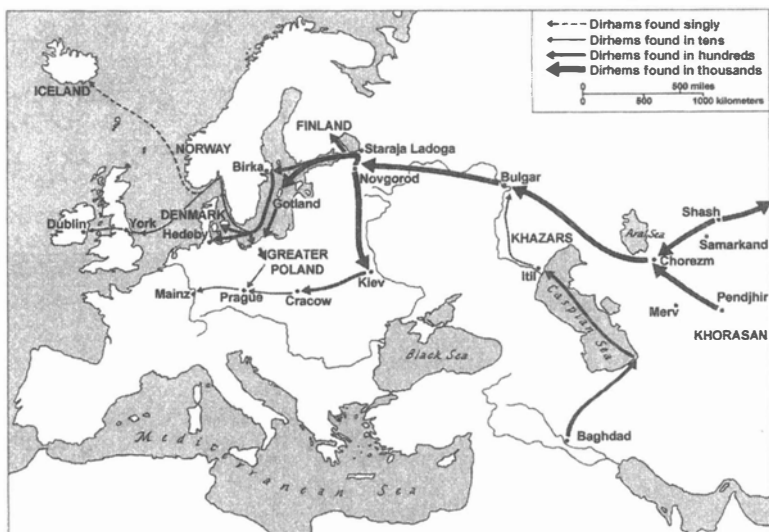 Dirhams found singly
Dirhems found in tens
Dirhems found in hundreds
Dirhems found in thousands
500 miles
0 500 1000 kilometers
ICELAND
FINLAND
Staraja Ladoga
NORWAY
Birka
Novgorod
Bulgar
Gotland
Dublin
York
DENMARK
Hedeby
Shash
Aral Sea
Samarkand
KHAZARS
Chorezm
GREATER
POLAND
Kiev
Itil
Mainz
Prague
Cracow
Merv
Pendjhir
Caspian Sea
KHORASAN
Black Sea
Baghdad
Mediterranean Sea